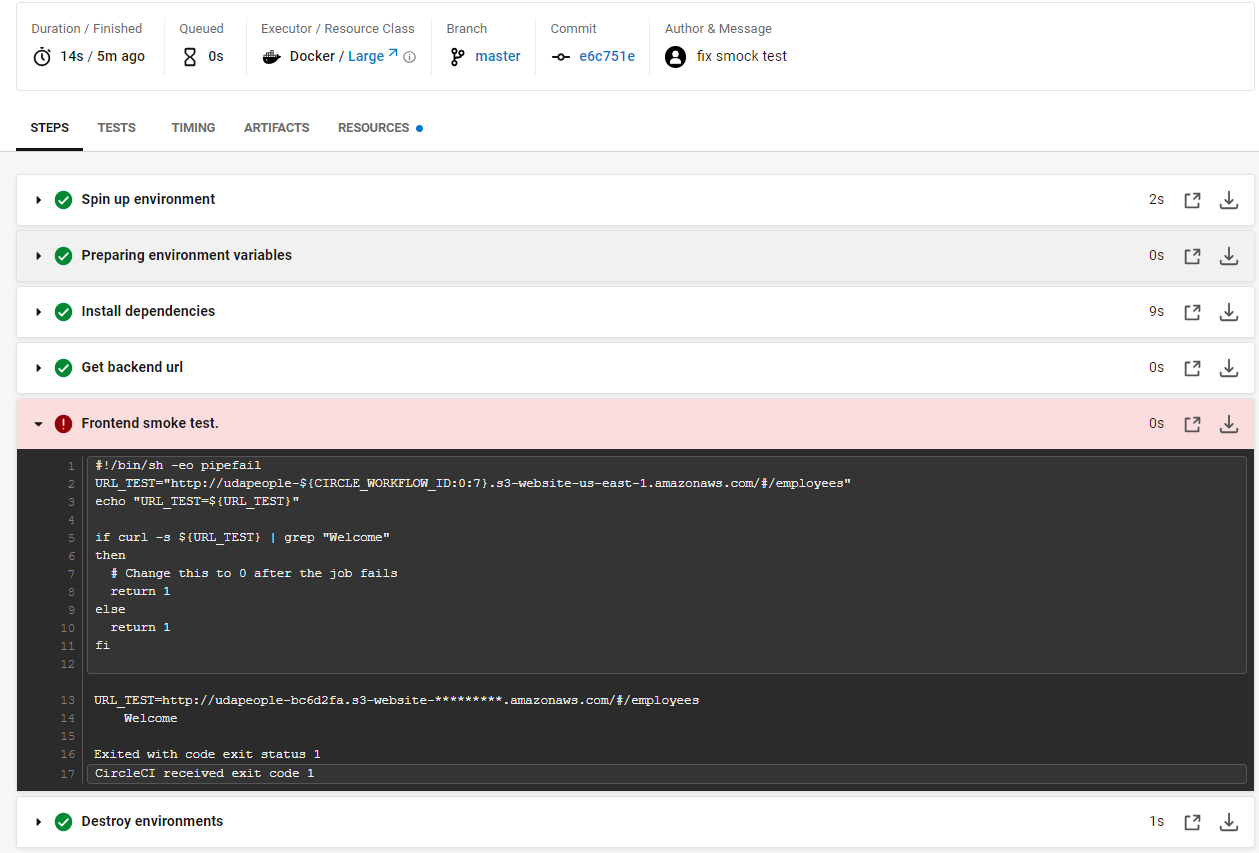 Duration / Finished
14s / 5m ago
Queued
0s
Executor / Resource Class
Docker / Large
Branch
master
Commit
e6c751e
Author & Message
fix smock test
STEPS
TESTS
TIMING
ARTIFACTS
RESOURCES
Spin up environment 2s
Preparing environment variables 0s
Install dependencies 9s
Get backend url 0s
Frontend smoke test. 0s
1 #!/bin/sh -eo pipefail
2 URL_TEST="http://udapeople-${CIRCLE_WORKFLOW_ID:0:7}.s3-website-us-east-1.amazonaws.com/#/employees"
3 echo "URL_TEST=${URL_TEST}"
4
5 if curl -s ${URL_TEST} | grep "Welcome"
6 then
7   # Change this to 0 after the job fails
8   return 1
9 else
10   return 1
11 fi
12
13 URL_TEST=http://udapeople-bc6d2fa.s3-website-*********.amazonaws.com/#/employees
14     Welcome
15
16 Exited with code exit status 1
17 CircleCI received exit code 1
Destroy environments 1s